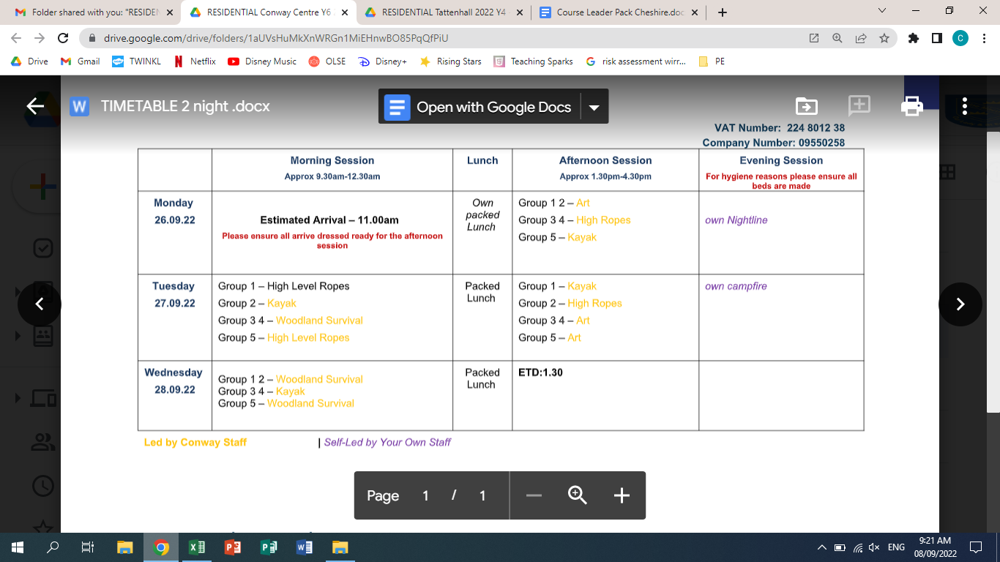 Folder shared with you: "RESIDEN
RESIDENTIAL Conway Centre Y6
RESIDENTIAL Tattenhall 2022 Y4
Course Leader Pack Cheshire.doc
drive.google.com/drive/folders/1aUVsHuMkXnWRGn1MiEHnwBO85PqQfPiU
C
Drive
Gmail
TWINKL
Netflix
Disney Music
OLSE
Disney+
Rising Stars
Teaching Sparks
risk assessment wirr...
PE
W
TIMETABLE 2 night .docx
Open with Google Docs
VAT Number: 224 8012 38
Company Number: 09550258
Morning Session
Approx 9.30am-12.30am
Lunch
Afternoon Session
Approx 1.30pm-4.30pm
Evening Session
For hygiene reasons please ensure all
beds are made
Monday
26.09.22
Estimated Arrival – 11.00am
Please ensure all arrive dressed ready for the afternoon
session
Own
packed
Lunch
Group 1 2 – Art
Group 3 4 – High Ropes
Group 5 – Kayak
own Nightline
Tuesday
27.09.22
Group 1 – High Level Ropes
Group 2 – Kayak
Group 3 4 – Woodland Survival
Group 5 – High Level Ropes
Packed
Lunch
Group 1 – Kayak
Group 2 – High Ropes
Group 3 4 – Art
Group 5 – Art
own campfire
Wednesday
28.09.22
Group 1 2 – Woodland Survival
Group 3 4 – Kayak
Group 5 – Woodland Survival
Packed
Lunch
ETD:1.30
Led by Conway Staff
| Self-Led by Your Own Staff
Page 1 / 1
ENG
9:21 AM
08/09/2022